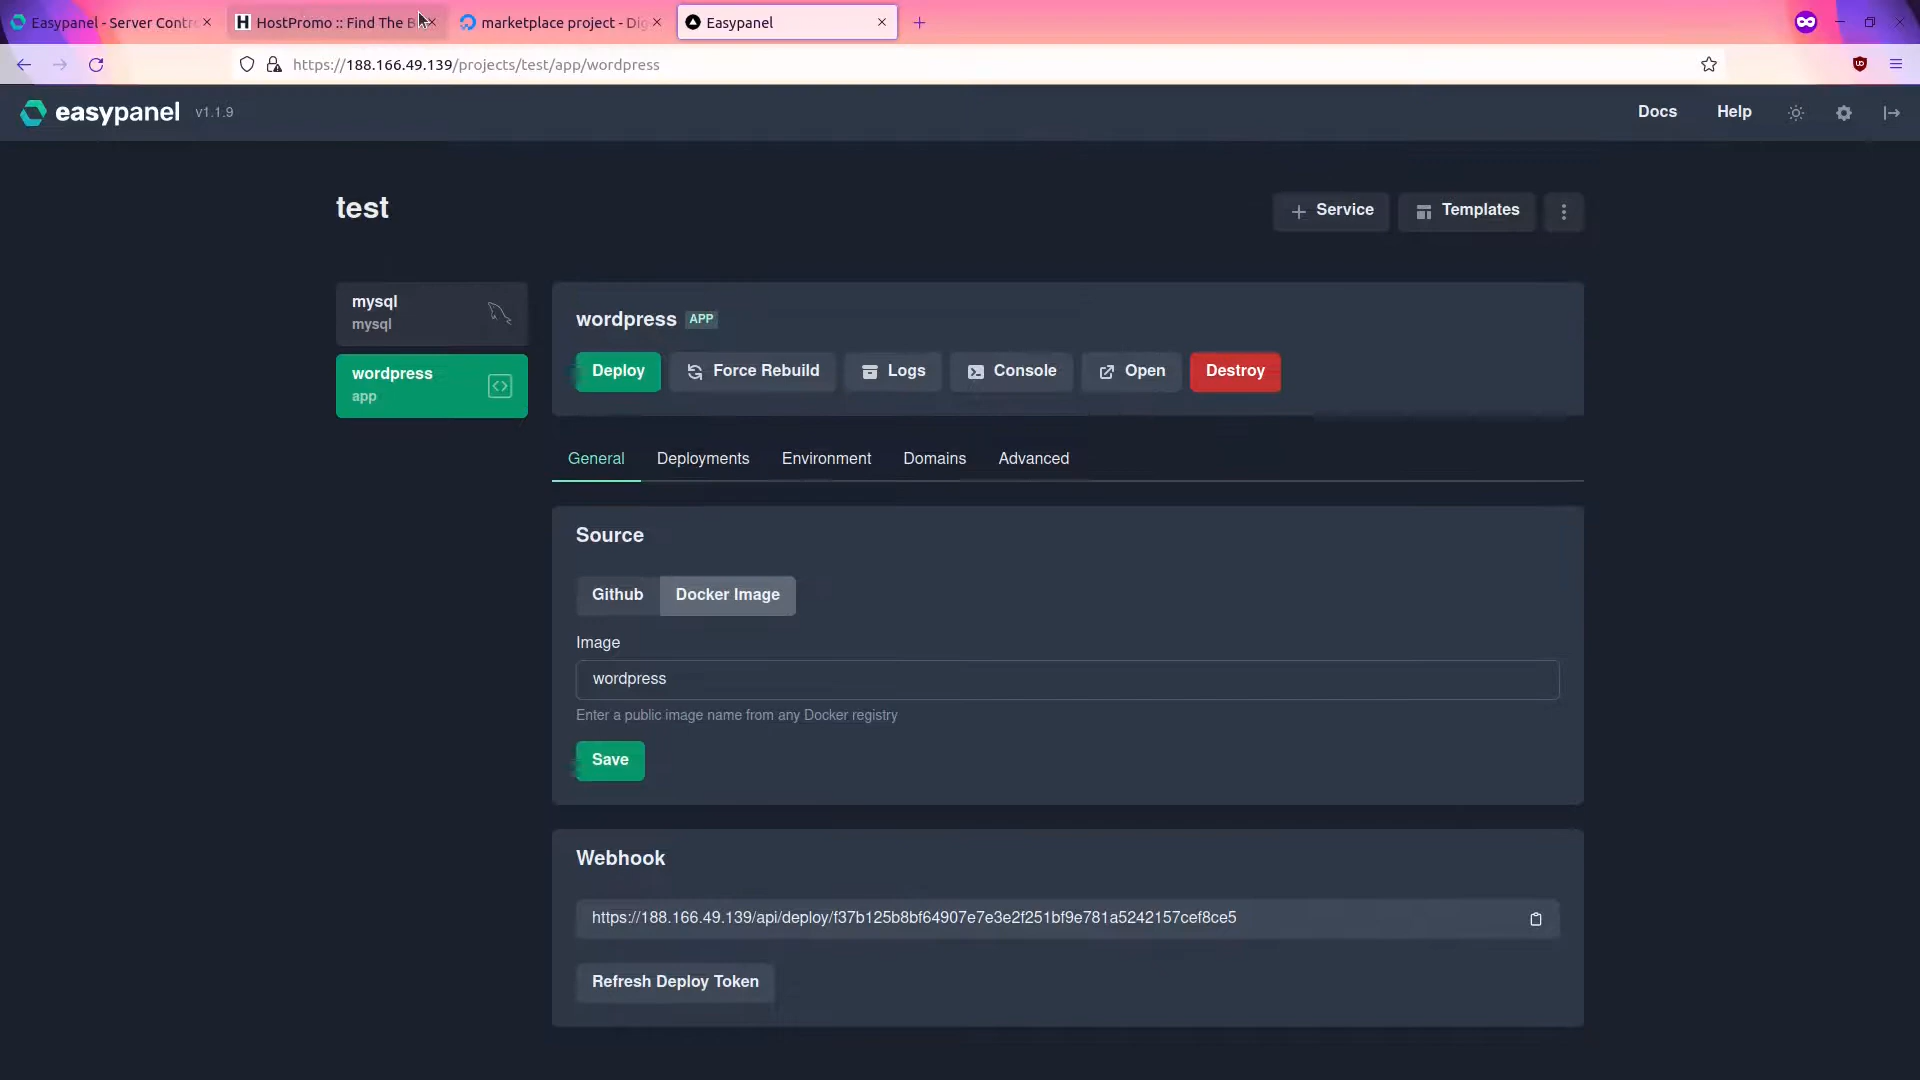 Easypanel - Server Contr
HostPromo :: Find The B
marketplace project - Dig
Easypanel
https://188.166.49.139/projects/test/app/wordpress
easypanel v1.1.9
Docs
Help
test
Service
Templates
mysql
mysql
wordpress
app
wordpress APP
Deploy
Force Rebuild
Logs
Console
Open
Destroy
General
Deployments
Environment
Domains
Advanced
Source
Github
Docker Image
Image
wordpress
Enter a public image name from any Docker registry
Save
Webhook
https://188.166.49.139/api/deploy/f37b125b8bf64907e7e3e2f251bf9e781a5242157cef8ce5
Refresh Deploy Token